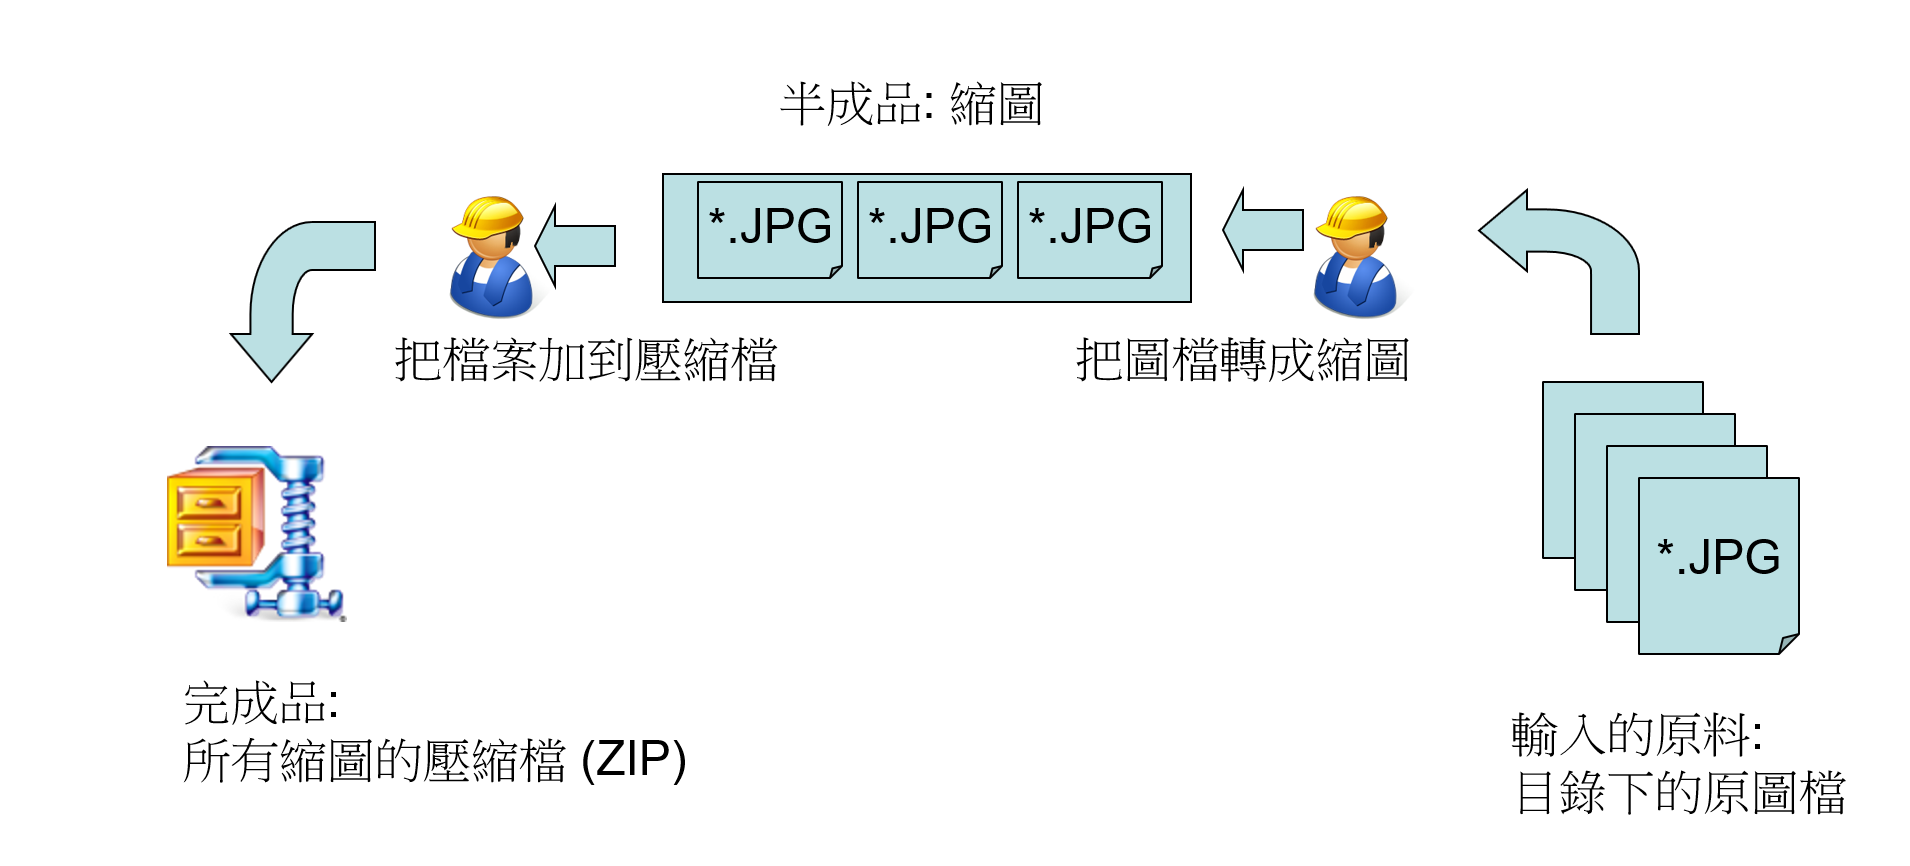 半成品: 縮圖
*.JPG
*.JPG
*.JPG
把檔案加到壓縮檔
把圖檔轉成縮圖
*.JPG
完成品:
所有縮圖的壓縮檔 (ZIP)
輸入的原料:
目錄下的原圖檔